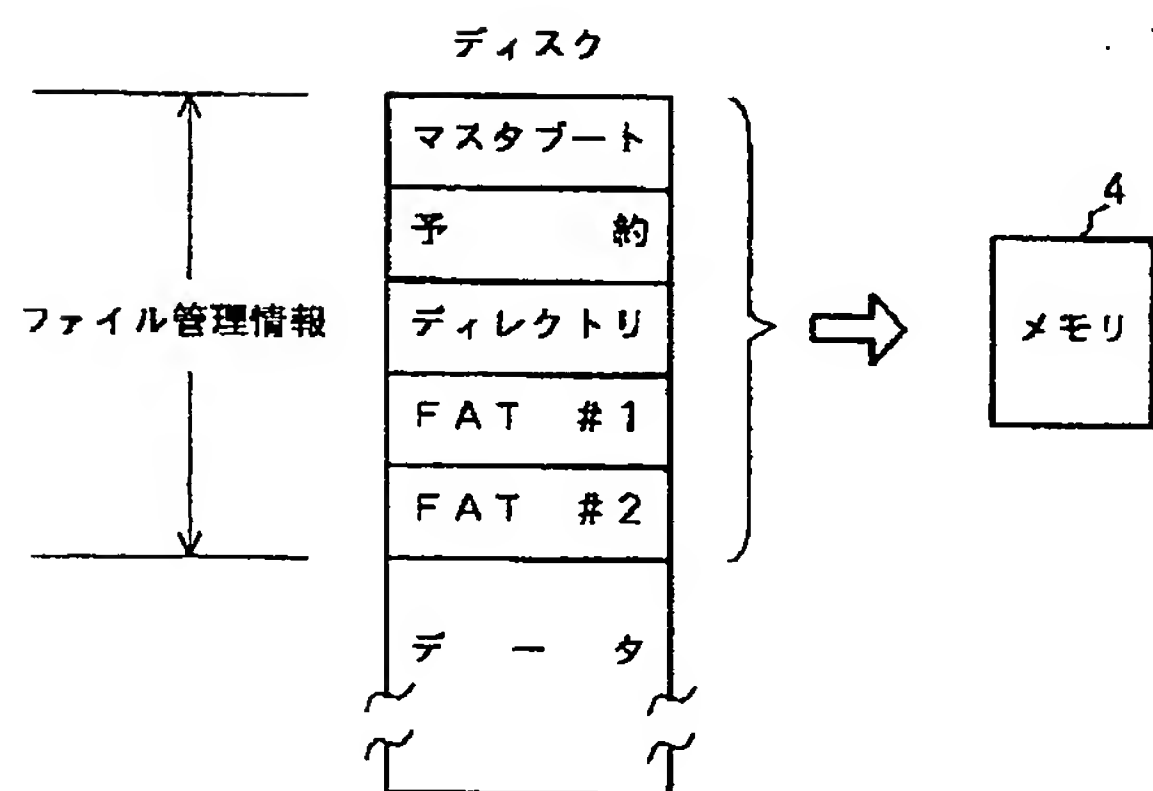 ディスク
マスタブート
予 約
ファイル管理情報
ディレクトリ
FAT #1
FAT #2
データ
4
メモリ